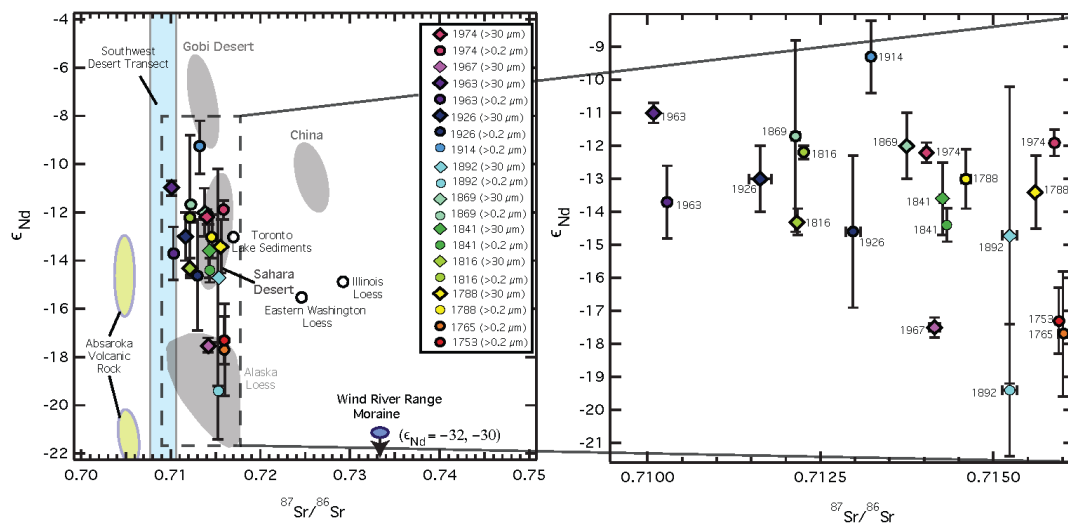 -4
-6
-8
-10
-12
-14
-16
-18
-20
-22
εNd
0.70
0.71
0.72
0.73
0.74
0.75
87Sr/86Sr
Southwest
Desert Transect
Gobi Desert
China
Toronto
Lake Sediments
Sahara
Desert
Illinois
Loess
Eastern Washington
Loess
Absaroka
Volcanic
Rock
Alaska
Loess
Wind River Range
Moraine
(εNd = −32, −30)
1974 (>30 µm)
1974 (>0.2 µm)
1967 (>30 µm)
1963 (>30 µm)
1963 (>0.2 µm)
1926 (>30 µm)
1926 (>0.2 µm)
1914 (>0.2 µm)
1892 (>30 µm)
1892 (>0.2 µm)
1869 (>30 µm)
1869 (>0.2 µm)
1841 (>30 µm)
1841 (>0.2 µm)
1816 (>30 µm)
1816 (>0.2 µm)
1788 (>30 µm)
1788 (>0.2 µm)
1765 (>0.2 µm)
1753 (>0.2 µm)
-9
-10
-11
-12
-13
-14
-15
-16
-17
-18
-19
-20
-21
εNd
1914
1963
1869
1816
1869
1974
1974
1926
1788
1788
1963
1816
1841
1841
1926
1892
1967
1753
1765
1892
0.7100
0.7125
0.7150
87Sr/86Sr